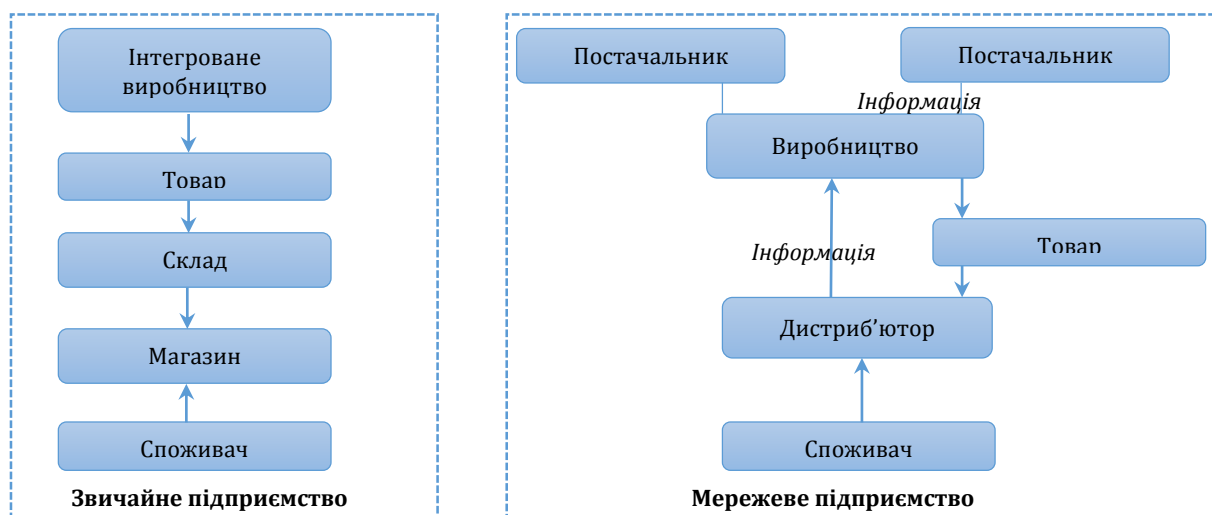 Інтегроване
виробництво
Товар
Склад
Магазин
Споживач
Звичайне підприємство
Постачальник
Постачальник
Інформація
Виробництво
Інформація
Товар
Дистриб’ютор
Споживач
Мережеве підприємство